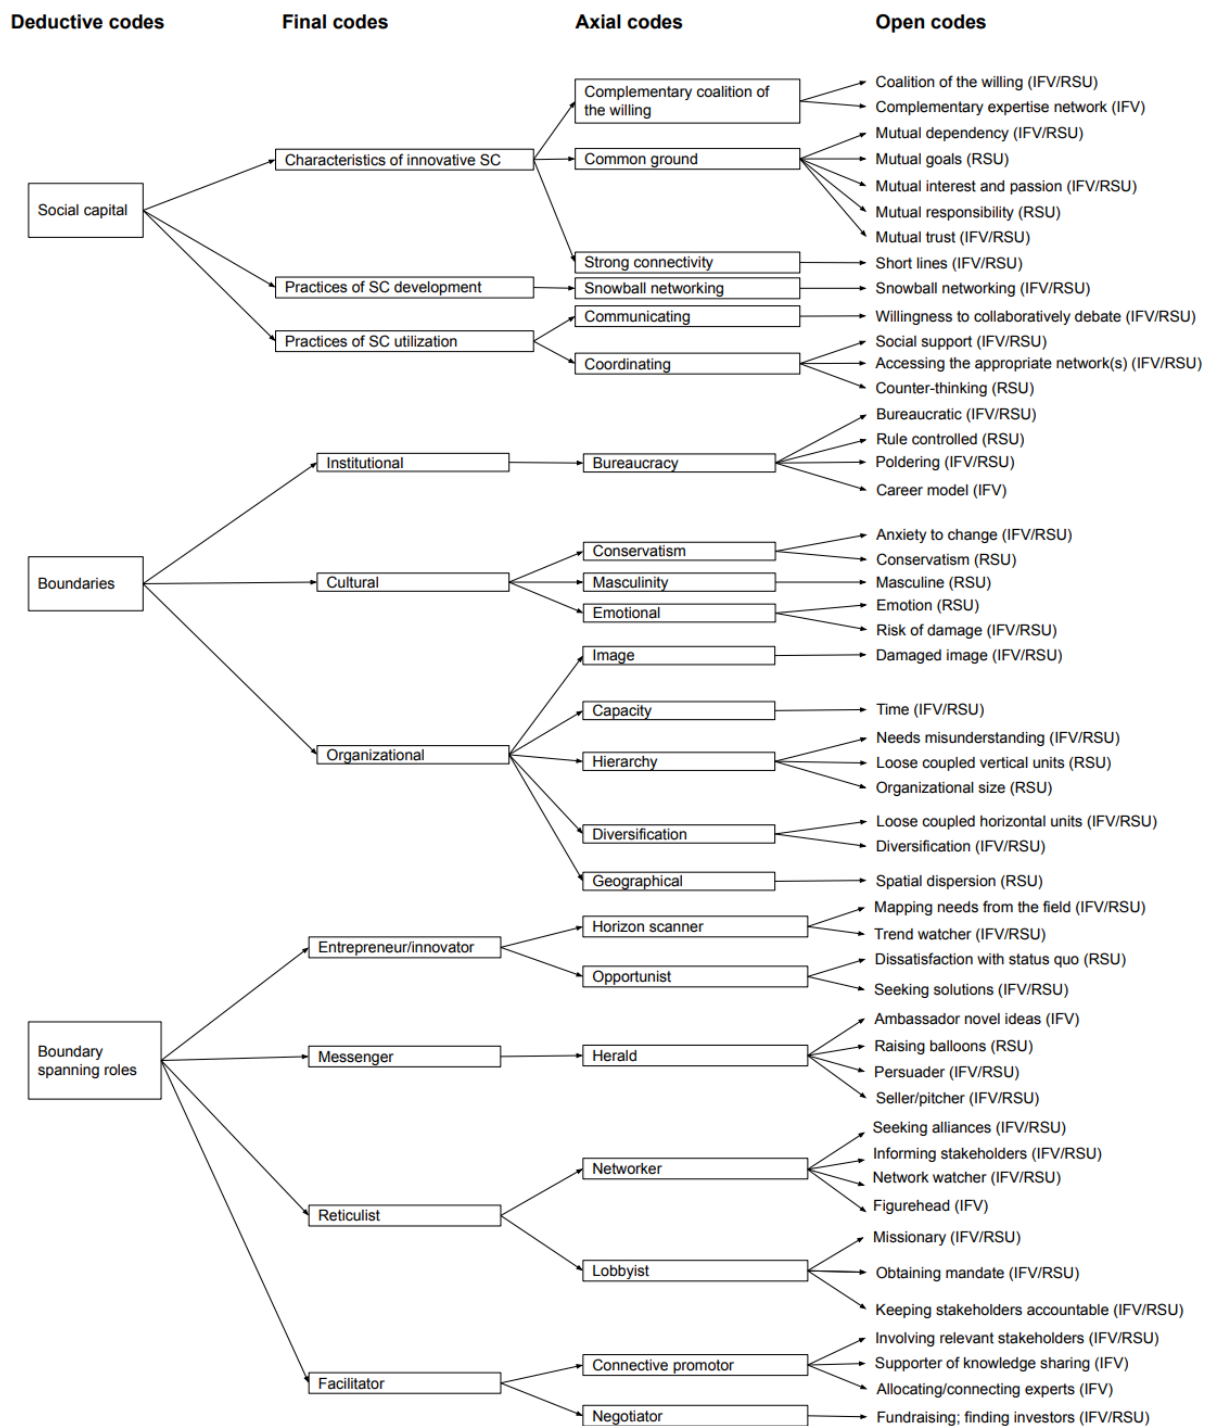 Deductive codes
Final codes
Axial codes
Open codes
Social capital
Characteristics of innovative SC
Complementary coalition of
the willing
Coalition of the willing (IFV/RSU)
Complementary expertise network (IFV)
Common ground
Mutual dependency (IFV/RSU)
Mutual goals (RSU)
Mutual interest and passion (IFV/RSU)
Mutual responsibility (RSU)
Mutual trust (IFV/RSU)
Strong connectivity
Short lines (IFV/RSU)
Practices of SC development
Snowball networking
Snowball networking (IFV/RSU)
Practices of SC utilization
Communicating
Willingness to collaboratively debate (IFV/RSU)
Coordinating
Social support (IFV/RSU)
Accessing the appropriate network(s) (IFV/RSU)
Counter-thinking (RSU)
Boundaries
Institutional
Bureaucracy
Bureaucratic (IFV/RSU)
Rule controlled (RSU)
Poldering (IFV/RSU)
Career model (IFV)
Cultural
Conservatism
Anxiety to change (IFV/RSU)
Conservatism (RSU)
Masculinity
Masculine (RSU)
Emotional
Emotion (RSU)
Risk of damage (IFV/RSU)
Organizational
Image
Damaged image (IFV/RSU)
Capacity
Time (IFV/RSU)
Hierarchy
Needs misunderstanding (IFV/RSU)
Loose coupled vertical units (RSU)
Organizational size (RSU)
Diversification
Loose coupled horizontal units (IFV/RSU)
Diversification (IFV/RSU)
Geographical
Spatial dispersion (RSU)
Boundary
spanning roles
Entrepreneur/innovator
Horizon scanner
Mapping needs from the field (IFV/RSU)
Trend watcher (IFV/RSU)
Opportunist
Dissatisfaction with status quo (RSU)
Seeking solutions (IFV/RSU)
Messenger
Herald
Ambassador novel ideas (IFV)
Raising balloons (RSU)
Persuader (IFV/RSU)
Seller/pitcher (IFV/RSU)
Reticulist
Networker
Seeking alliances (IFV/RSU)
Informing stakeholders (IFV/RSU)
Network watcher (IFV/RSU)
Figurehead (IFV)
Lobbyist
Missionary (IFV/RSU)
Obtaining mandate (IFV/RSU)
Keeping stakeholders accountable (IFV/RSU)
Facilitator
Connective promotor
Involving relevant stakeholders (IFV/RSU)
Supporter of knowledge sharing (IFV)
Allocating/connecting experts (IFV)
Negotiator
Fundraising; finding investors (IFV/RSU)